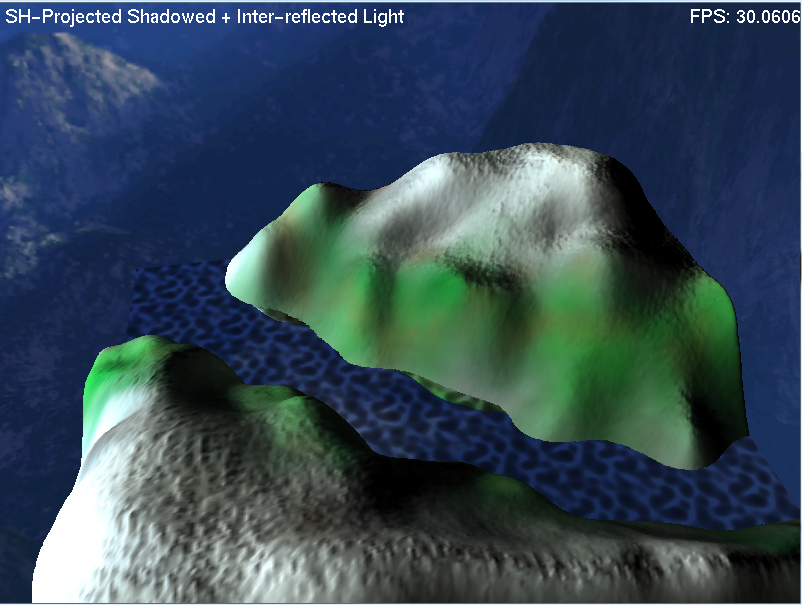 SH-Projected Shadowed + Inter-reflected Light
FPS: 30.0606